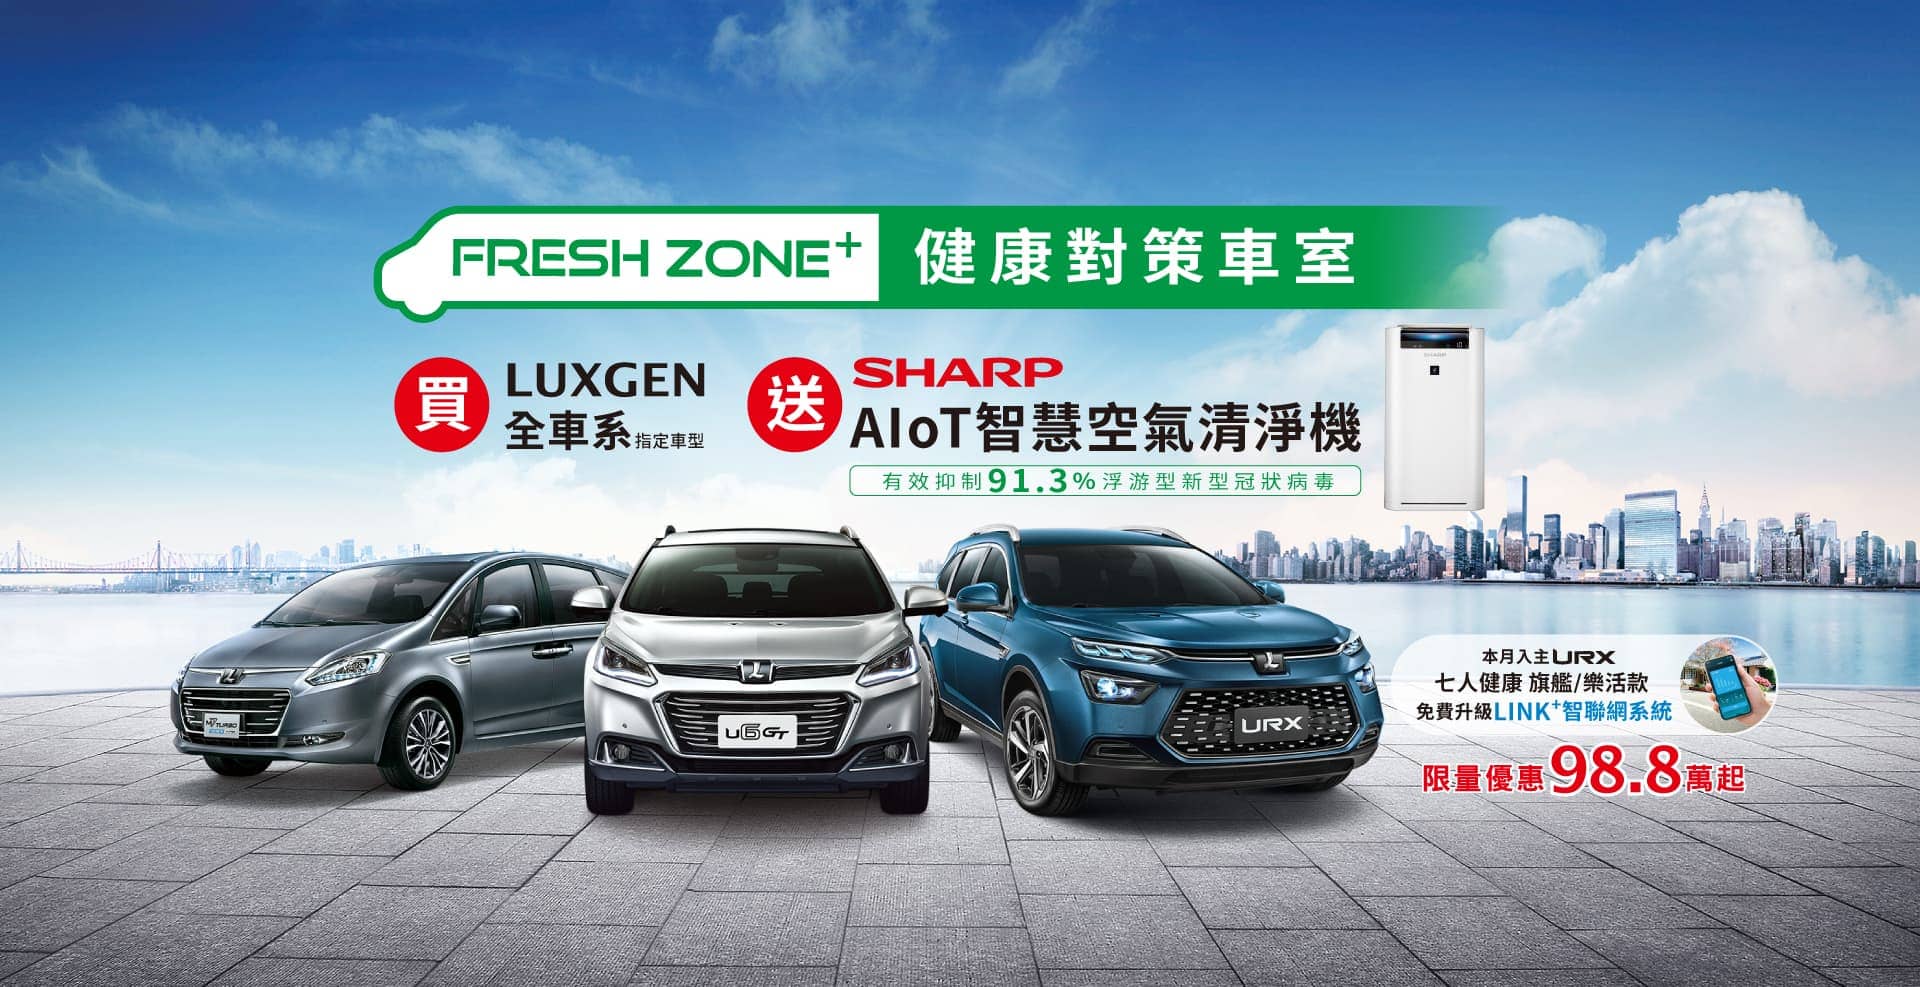 FRESH ZONE+ 健康對策車室
買 LUXGEN 全車系 指定車型
送 SHARP AIoT智慧空氣清淨機
有效抑制91.3%浮游型新型冠狀病毒
SHARP
本月入主URX
七人健康 旗艦/樂活款
免費升級LINK+智聯網系統
限量優惠98.8萬起
U6 GT
URX